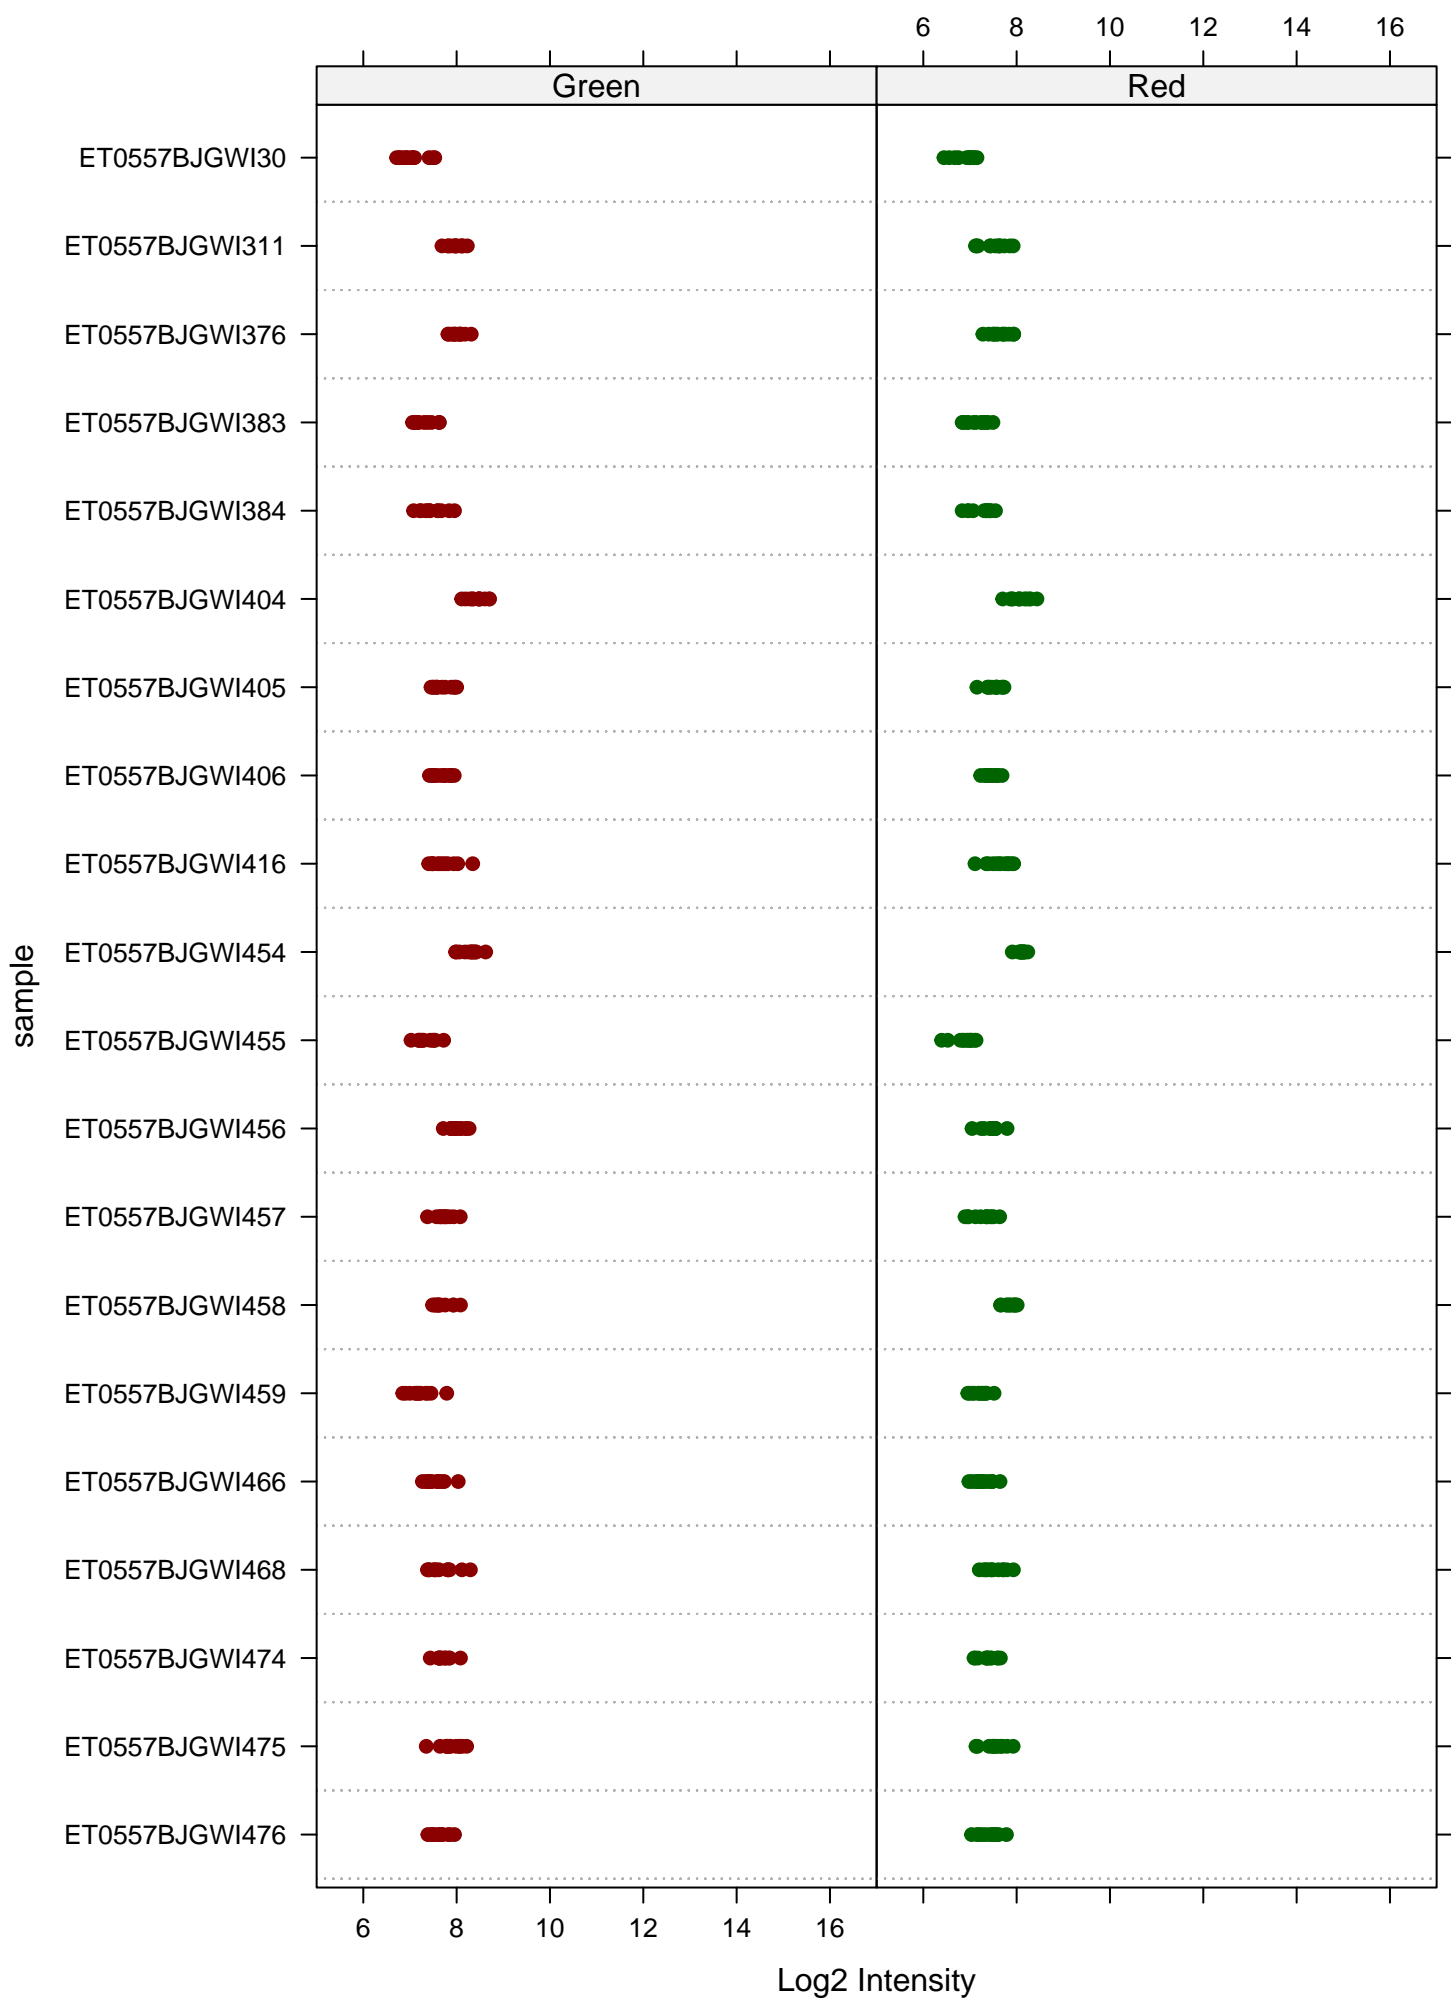 6 8 10 12 14 16
Green Red
ET0557BJGWI30
ET0557BJGWI311
ET0557BJGWI376
ET0557BJGWI383
ET0557BJGWI384
ET0557BJGWI404
ET0557BJGWI405
ET0557BJGWI406
ET0557BJGWI416
ET0557BJGWI454
ET0557BJGWI455
ET0557BJGWI456
ET0557BJGWI457
ET0557BJGWI458
ET0557BJGWI459
ET0557BJGWI466
ET0557BJGWI468
ET0557BJGWI474
ET0557BJGWI475
ET0557BJGWI476
sample
6 8 10 12 14 16
Log2 Intensity